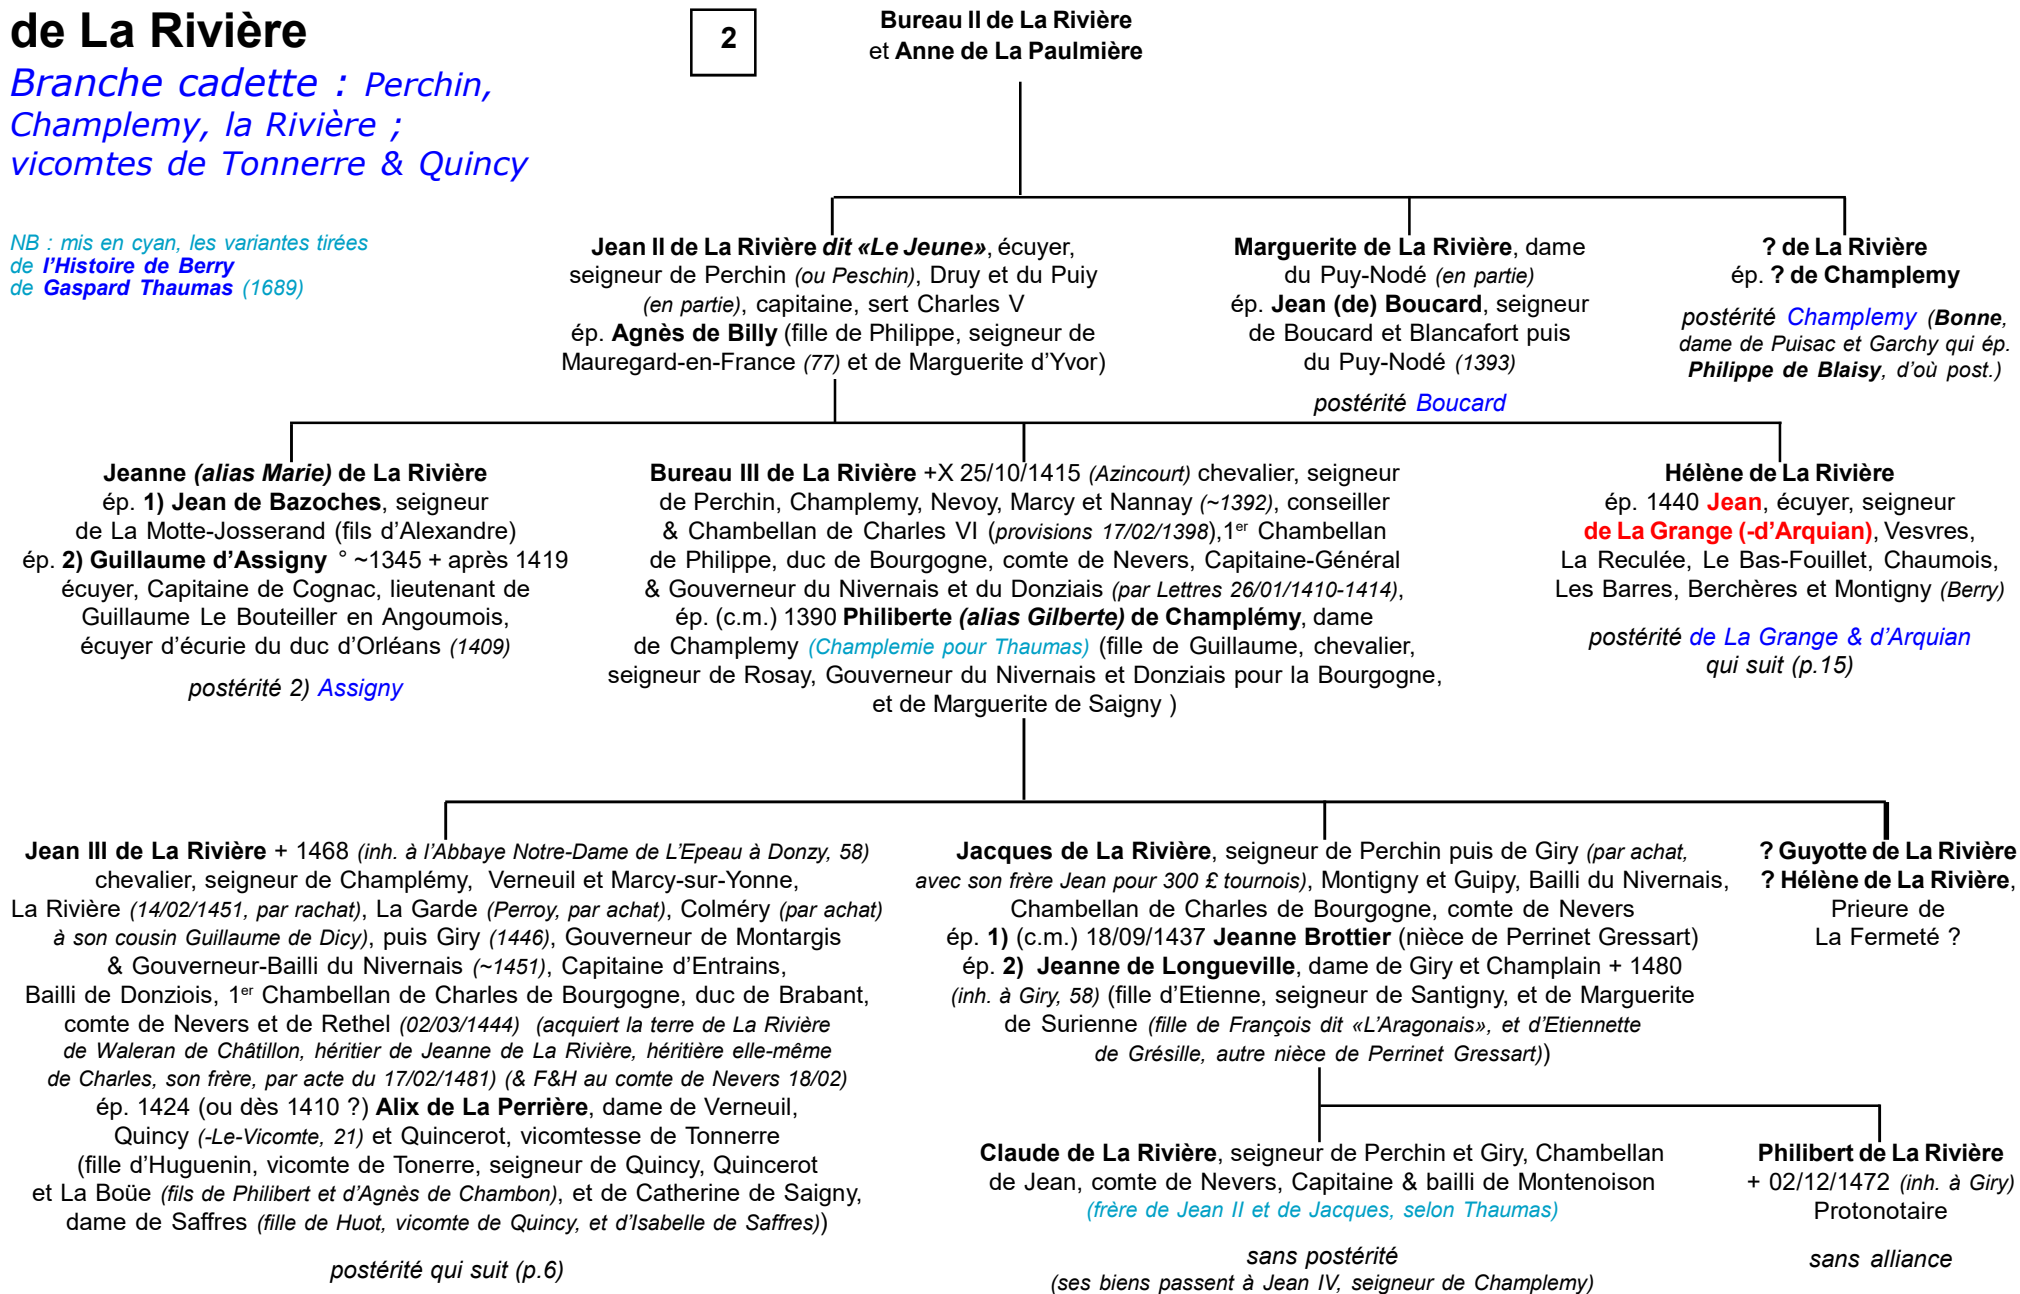 de La Rivière
Branche cadette : Perchin,
Champlemy, la Rivière ;
vicomtes de Tonnerre & Quincy
NB : mis en cyan, les variantes tirées
de l'Histoire de Berry
de Gaspard Thaumas (1689)
2
Bureau II de La Rivière
et Anne de La Paulmière
Jean II de La Rivière dit «Le Jeune», écuyer,
seigneur de Perchin (ou Peschin), Druy et du Puiy
(en partie), capitaine, sert Charles V
ép. Agnès de Billy (fille de Philippe, seigneur de
Mauregard-en-France (77) et de Marguerite d'Yvor)
Marguerite de La Rivière, dame
du Puy-Nodé (en partie)
ép. Jean (de) Boucard, seigneur
de Boucard et Blancafort puis
du Puy-Nodé (1393)
postérité Boucard
? de La Rivière
ép. ? de Champlemy
postérité Champlemy (Bonne,
dame de Puisac et Garchy qui ép.
Philippe de Blaisy, d'où post.)
Jeanne (alias Marie) de La Rivière
ép. 1) Jean de Bazoches, seigneur
de La Motte-Josserand (fils d'Alexandre)
ép. 2) Guillaume d'Assigny ° ~1345 + après 1419
écuyer, Capitaine de Cognac, lieutenant de
Guillaume Le Bouteiller en Angoumois,
écuyer d'écurie du duc d'Orléans (1409)
postérité 2) Assigny
Bureau III de La Rivière +X 25/10/1415 (Azincourt) chevalier, seigneur
de Perchin, Champlemy, Nevoy, Marcy et Nannay (~1392), conseiller
& Chambellan de Charles VI (provisions 17/02/1398),1er Chambellan
de Philippe, duc de Bourgogne, comte de Nevers, Capitaine-Général
& Gouverneur du Nivernais et du Donziais (par Lettres 26/01/1410-1414),
ép. (c.m.) 1390 Philiberte (alias Gilberte) de Champlémy, dame
de Champlemy (Champlemie pour Thaumas) (fille de Guillaume, chevalier,
seigneur de Rosay, Gouverneur du Nivernais et Donziais pour la Bourgogne,
et de Marguerite de Saigny )
Hélène de La Rivière
ép. 1440 Jean, écuyer, seigneur
de La Grange (-d'Arquian), Vesvres,
La Reculée, Le Bas-Fouillet, Chaumois,
Les Barres, Berchères et Montigny (Berry)
postérité de La Grange & d'Arquian
qui suit (p.15)
Jean III de La Rivière + 1468 (inh. à l'Abbaye Notre-Dame de L'Epeau à Donzy, 58)
chevalier, seigneur de Champlémy, Verneuil et Marcy-sur-Yonne,
La Rivière (14/02/1451, par rachat), La Garde (Perroy, par achat), Colméry (par achat)
à son cousin Guillaume de Dicy), puis Giry (1446), Gouverneur de Montargis
& Gouverneur-Bailli du Nivernais (~1451), Capitaine d'Entrains,
Bailli de Donziois, 1er Chambellan de Charles de Bourgogne, duc de Brabant,
comte de Nevers et de Rethel (02/03/1444) (acquiert la terre de La Rivière
de Waleran de Châtillon, héritier de Jeanne de La Rivière, héritière elle-même
de Charles, son frère, par acte du 17/02/1481) (& F&H au comte de Nevers 18/02)
ép. 1424 (ou dès 1410 ?) Alix de La Perrière, dame de Verneuil,
Quincy (-Le-Vicomte, 21) et Quincerot, vicomtesse de Tonnerre
(fille d'Huguenin, vicomte de Tonerre, seigneur de Quincy, Quincerot
et La Boüe (fils de Philibert et d'Agnès de Chambon), et de Catherine de Saigny,
dame de Saffres (fille de Huot, vicomte de Quincy, et d'Isabelle de Saffres))
postérité qui suit (p.6)
Jacques de La Rivière, seigneur de Perchin puis de Giry (par achat,
avec son frère Jean pour 300 £ tournois), Montigny et Guipy, Bailli du Nivernais,
Chambellan de Charles de Bourgogne, comte de Nevers
ép. 1) (c.m.) 18/09/1437 Jeanne Brottier (nièce de Perrinet Gressart)
ép. 2) Jeanne de Longueville, dame de Giry et Champlain + 1480
(inh. à Giry, 58) (fille d'Etienne, seigneur de Santigny, et de Marguerite
de Surienne (fille de François dit «L'Aragonais», et d'Etiennette
de Grésille, autre nièce de Perrinet Gressart))
? Guyotte de La Rivière
? Hélène de La Rivière,
Prieure de
La Fermeté ?
Claude de La Rivière, seigneur de Perchin et Giry, Chambellan
de Jean, comte de Nevers, Capitaine & bailli de Montenoison
(frère de Jean II et de Jacques, selon Thaumas)
sans postérité
(ses biens passent à Jean IV, seigneur de Champlemy)
Philibert de La Rivière
+ 02/12/1472 (inh. à Giry)
Protonotaire
sans alliance